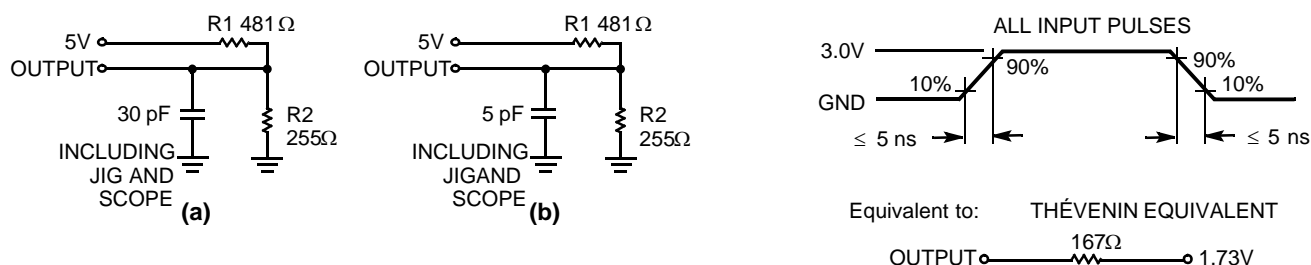 R1 481 Ω
5V
OUTPUT
30 pF
R2
255Ω
INCLUDING
JIG AND
SCOPE
(a)
R1 481 Ω
5V
OUTPUT
5 pF
R2
255Ω
INCLUDING
JIGAND
SCOPE
(b)
ALL INPUT PULSES
3.0V
90%
90%
10%
10%
GND
≤ 5 ns
≤ 5 ns
Equivalent to: THÉVENIN EQUIVALENT
167Ω
OUTPUT
1.73V